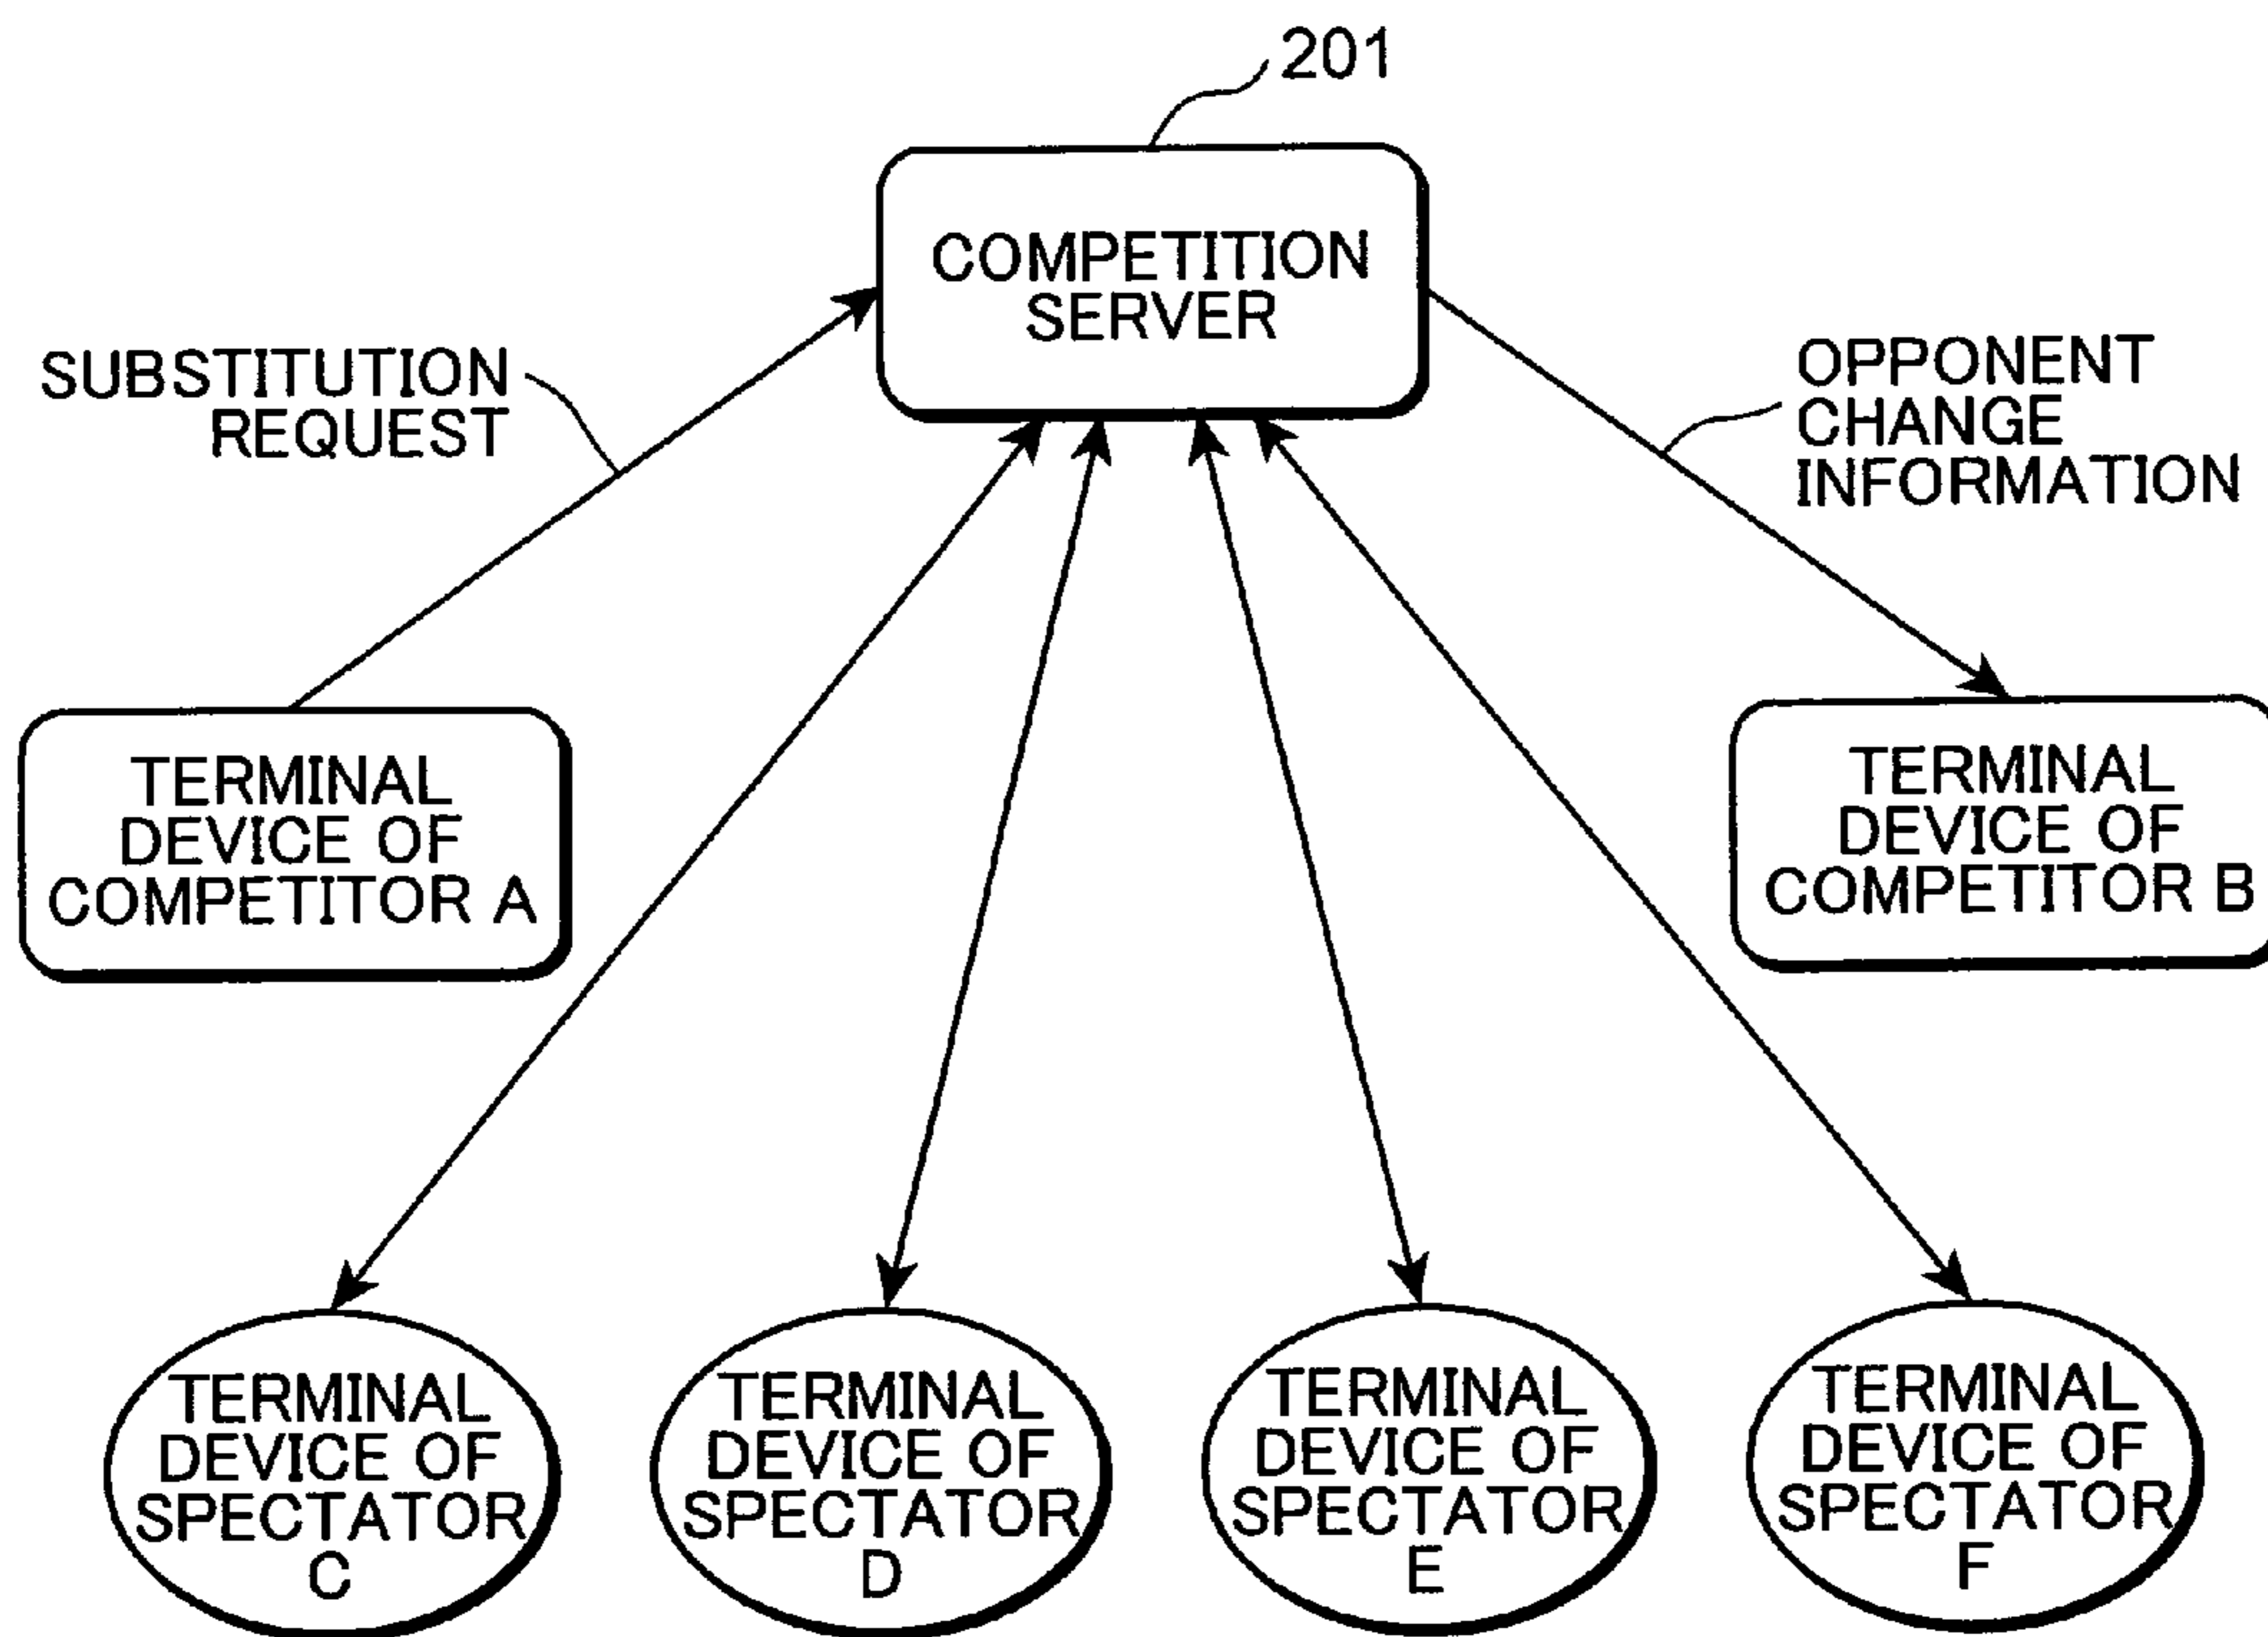 201
COMPETITION
SERVER
SUBSTITUTION
REQUEST
OPPONENT
CHANGE
INFORMATION
TERMINAL
DEVICE OF
COMPETITOR A
TERMINAL
DEVICE OF
COMPETITOR B
TERMINAL
DEVICE OF
SPECTATOR
C
TERMINAL
DEVICE OF
SPECTATOR
D
TERMINAL
DEVICE OF
SPECTATOR
E
TERMINAL
DEVICE OF
SPECTATOR
F